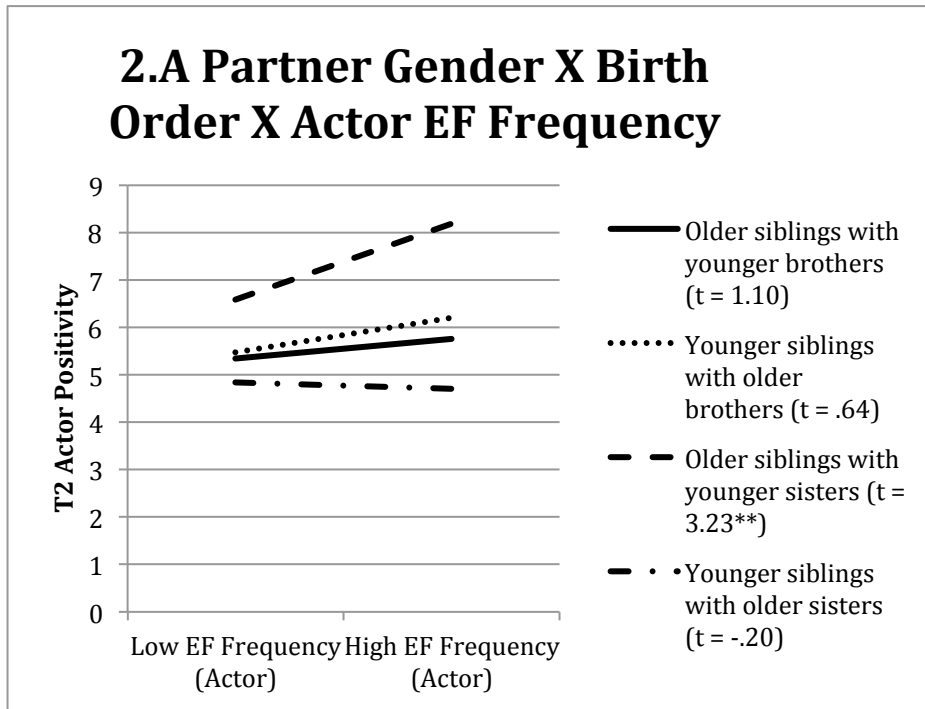 2.A Partner Gender X Birth
Order X Actor EF Frequency
T2 Actor Positivity
9
8
7
6
5
4
3
2
1
0
Low EF Frequency
(Actor)
High EF Frequency
(Actor)
Older siblings with
younger brothers
(t = 1.10)
Younger siblings
with older
brothers (t = .64)
Older siblings with
younger sisters (t =
3.23**)
Younger siblings
with older sisters
(t = -.20)